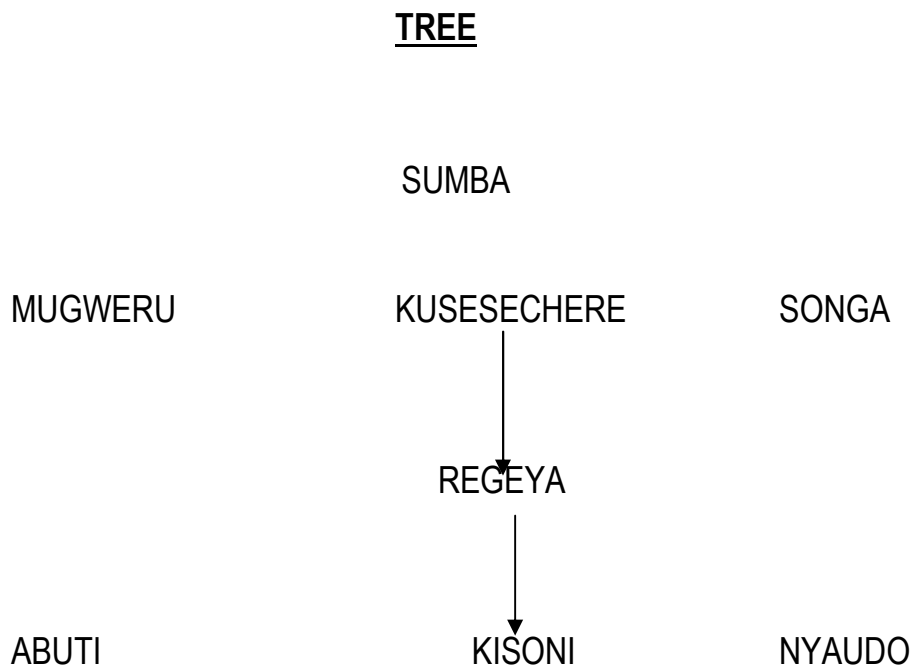 TREE
SUMBA
MUGWERU KUSESECHERE SONGA
REGEYA
ABUTI KISONI NYAUDO